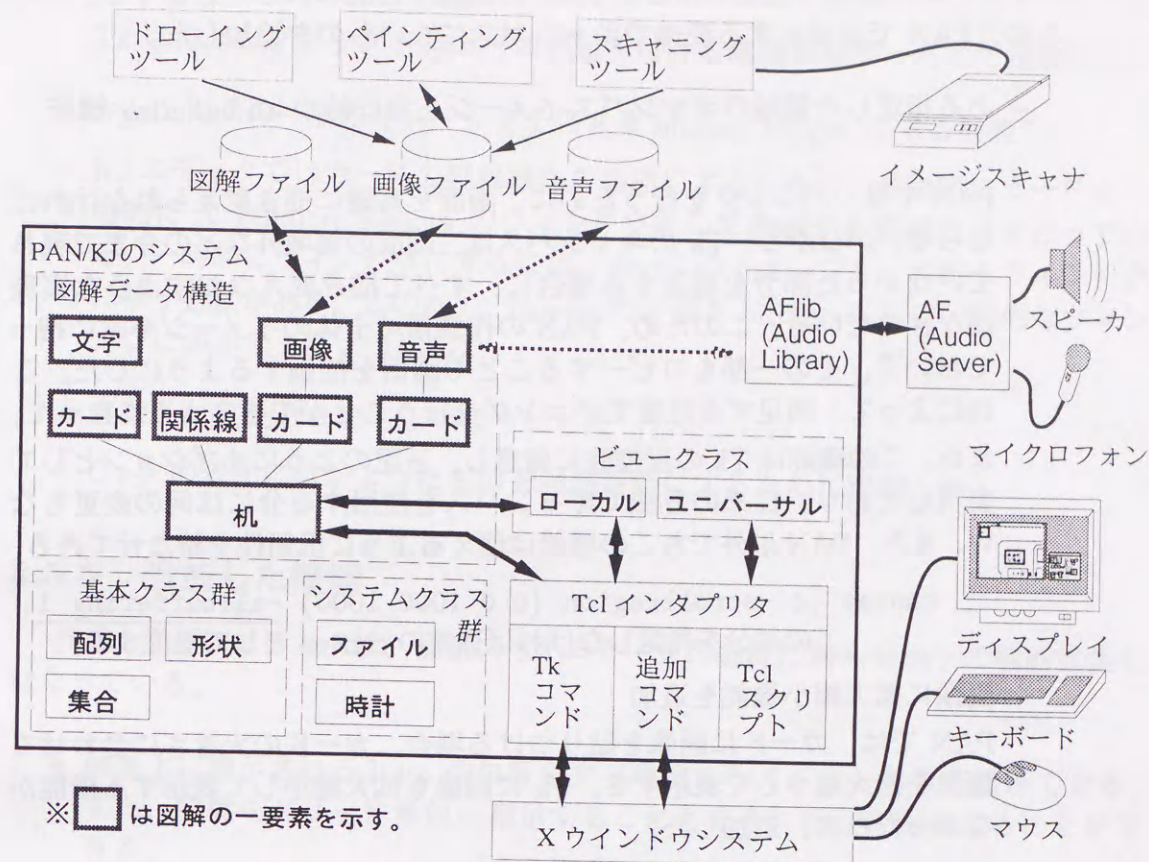 ドローイング
ツール
ペインティング
ツール
スキャニング
ツール
イメージスキャナ
図解ファイル
画像ファイル
音声ファイル
PAN/KJのシステム
図解データ構造
文字
画像
音声
AFlib
(Audio
Library)
AF
(Audio
Server)
スピーカ
マイクロフォン
カード
関係線
カード
カード
ビュークラス
机
ローカル
ユニバーサル
基本クラス群
システムクラス
群
Tcl インタプリタ
ディスプレイ
配列
形状
ファイル
Tk
コマ
ンド
追加
コマ
ンド
Tcl
スクリ
プト
集合
時計
キーボード
※
は図解の一要素を示す。
X ウインドウシステム
マウス